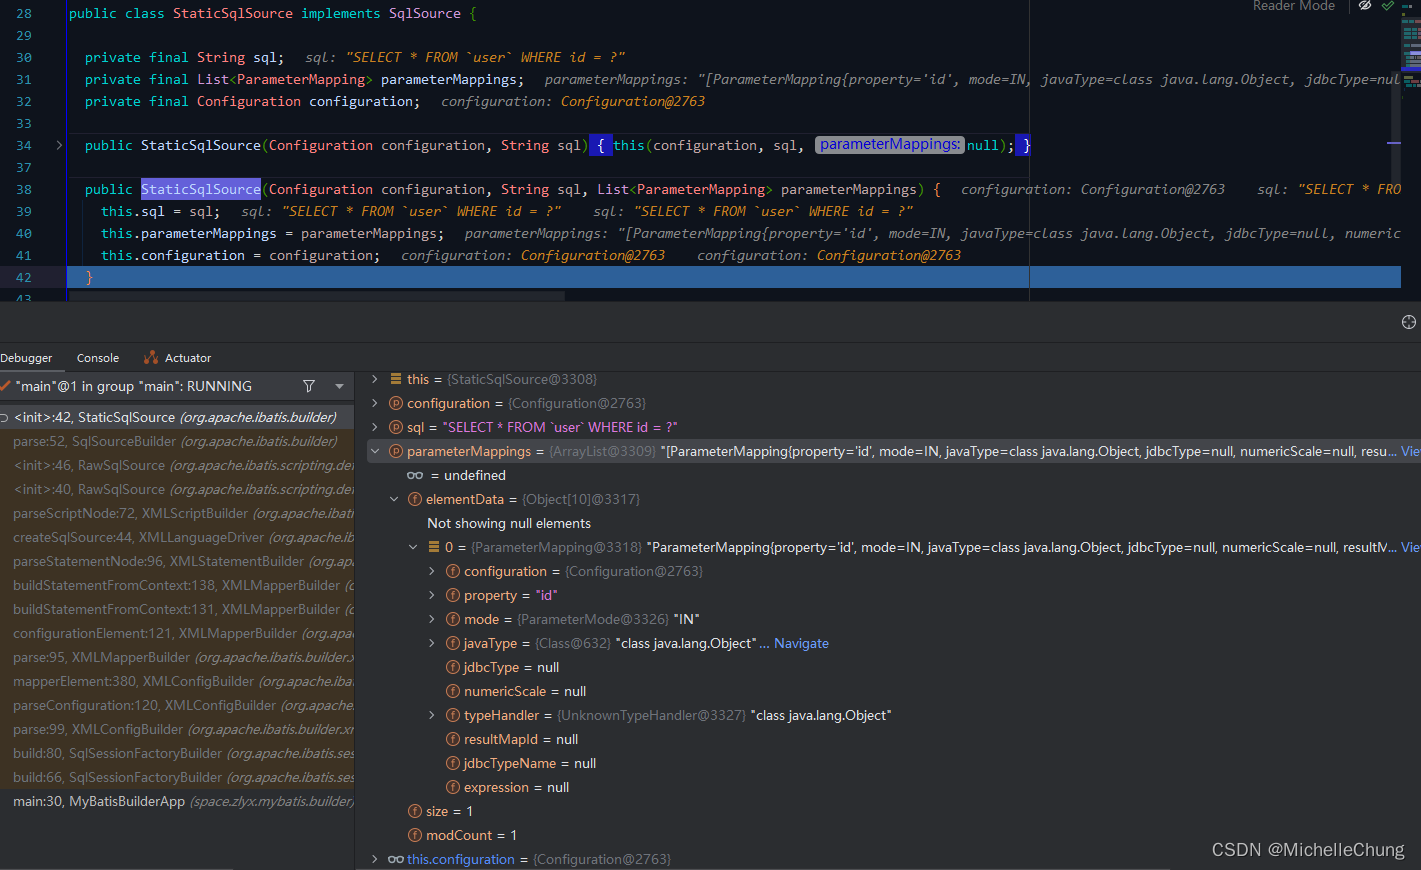 Reader Mode
28 public class StaticSqlSource implements SqlSource {
29
30 private final String sql; sql: "SELECT * FROM `user` WHERE id = ?"
31 private final List<ParameterMapping> parameterMappings; parameterMappings: "[ParameterMapping{property='id', mode=IN, javaType=class java.lang.Object, jdbcType=nul
32 private final Configuration configuration; configuration: Configuration@2763
33
34 public StaticSqlSource(Configuration configuration, String sql) { this(configuration, sql, parameterMappings: null); }
37
38 public StaticSqlSource(Configuration configuration, String sql, List<ParameterMapping> parameterMappings) { configuration: Configuration@2763 sql: "SELECT * FRO
39 this.sql = sql; sql: "SELECT * FROM `user` WHERE id = ?" sql: "SELECT * FROM `user` WHERE id = ?"
40 this.parameterMappings = parameterMappings; parameterMappings: "[ParameterMapping{property='id', mode=IN, javaType=class java.lang.Object, jdbcType=null, numeric
41 this.configuration = configuration; configuration: Configuration@2763 configuration: Configuration@2763
42 }
43
Debugger Console Actuator
"main"@1 in group "main": RUNNING
<init>:42, StaticSqlSource (org.apache.ibatis.builder)
parse:52, SqlSourceBuilder (org.apache.ibatis.builder)
<init>:46, RawSqlSource (org.apache.ibatis.scripting.def
<init>:40, RawSqlSource (org.apache.ibatis.scripting.def
parseScriptNode:72, XMLScriptBuilder (org.apache.ibati
createSqlSource:44, XMLLanguageDriver (org.apache.ib
parseStatementNode:96, XMLStatementBuilder (org.ap
buildStatementFromContext:138, XMLMapperBuilder (o
buildStatementFromContext:131, XMLMapperBuilder (o
configurationElement:121, XMLMapperBuilder (org.apa
parse:95, XMLMapperBuilder (org.apache.ibatis.builder.x
mapperElement:380, XMLConfigBuilder (org.apache.iba
parseConfiguration:120, XMLConfigBuilder (org.apache.
parse:99, XMLConfigBuilder (org.apache.ibatis.builder.xr
build:80, SqlSessionFactoryBuilder (org.apache.ibatis.ses
build:66, SqlSessionFactoryBuilder (org.apache.ibatis.ses
main:30, MyBatisBuilderApp (space.zlyx.mybatis.builder)
this = {StaticSqlSource@3308}
configuration = {Configuration@2763}
sql = "SELECT * FROM `user` WHERE id = ?"
parameterMappings = {ArrayList@3309} "[ParameterMapping{property='id', mode=IN, javaType=class java.lang.Object, jdbcType=null, numericScale=null, resu... Vie
= undefined
elementData = {Object[10]@3317}
Not showing null elements
0 = {ParameterMapping@3318} "ParameterMapping{property='id', mode=IN, javaType=class java.lang.Object, jdbcType=null, numericScale=null, resultM... Vie
configuration = {Configuration@2763}
property = "id"
mode = {ParameterMode@3326} "IN"
javaType = {Class@632} "class java.lang.Object"... Navigate
jdbcType = null
numericScale = null
typeHandler = {UnknownTypeHandler@3327} "class java.lang.Object"
resultMapId = null
jdbcTypeName = null
expression = null
size = 1
modCount = 1
this.configuration = {Configuration@2763}
CSDN @MichelleChung